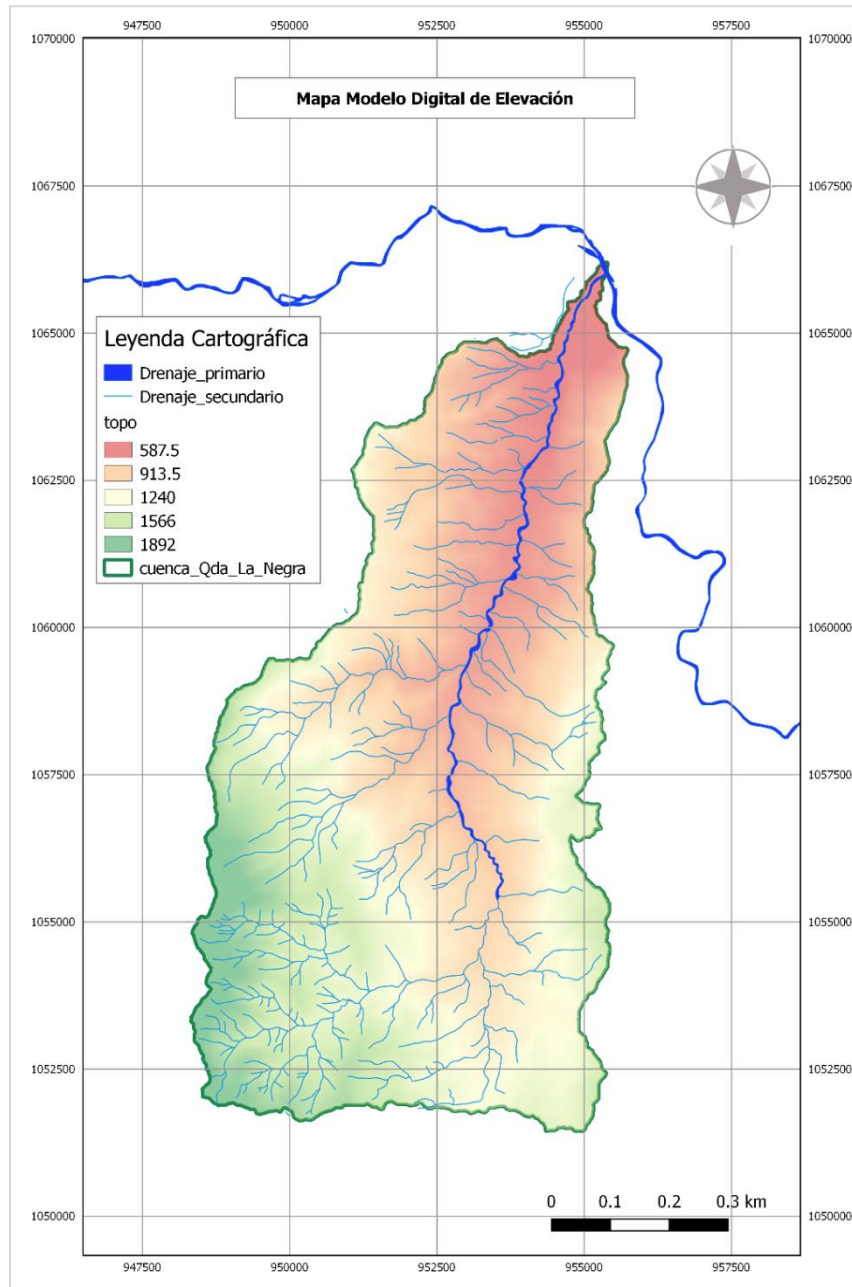 947500 950000 952500 955000 957500
1070000 1070000
Mapa Modelo Digital de Elevación
1067500 1067500
1065000 1065000
Leyenda Cartográfica
Drenaje_primario
Drenaje_secundario
topo
587.5
913.5
1240
1566
1892
cuenca_Qda_La_Negra
1062500 1062500
1060000 1060000
1057500 1057500
1055000 1055000
1052500 1052500
0 0.1 0.2 0.3 km
1050000 1050000
947500 950000 952500 955000 957500